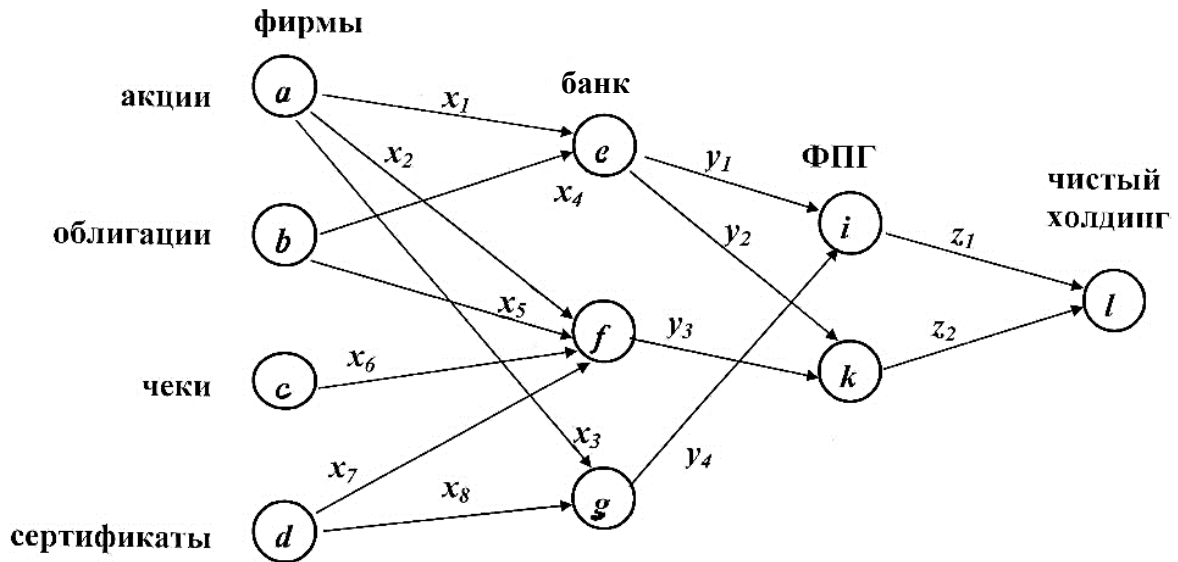 фирмы
акции
a
x1
банк
e
x2
y1
ФПГ
i
чистый
холдинг
облигации
b
x4
y2
z1
l
x5
f
y3
z2
k
чеки
c
x6
x3
y4
x7
x8
g
сертификаты
d